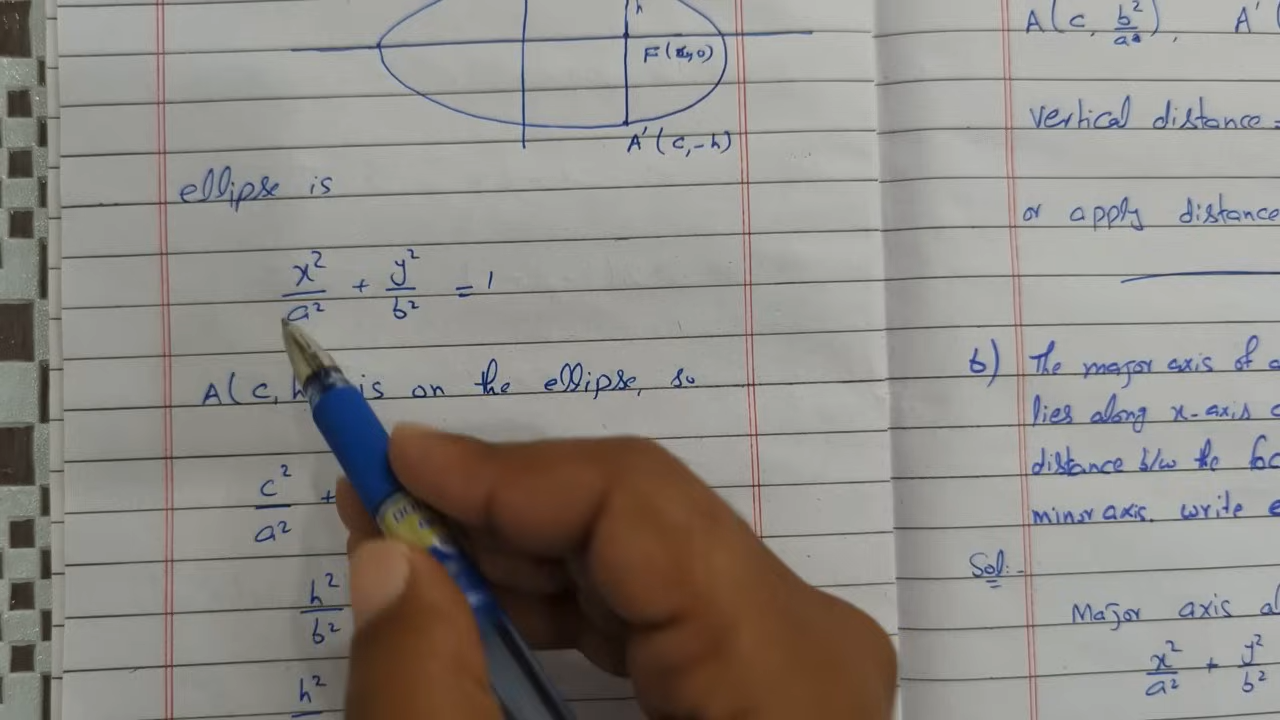 h
F(c,0)
A'(c,-h)
ellipse is
x²/a² + y²/b² = 1
A(c, h) is on the ellipse, so
c²/a² +
h²/b²
h²
A(c, b²/a), A'(
vertical distance =
or apply distance
b) The major axis of
lies along x-axis
distance b/w the foc
minor axis. write e
Sol:-
Major axis al
x²/a² + y²/b²